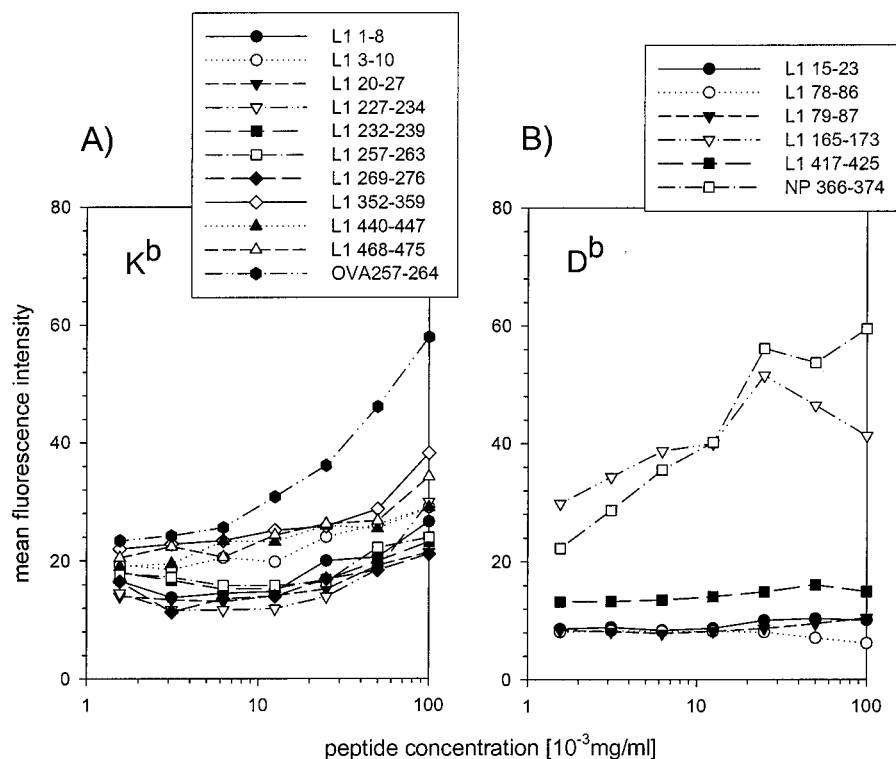 L1 1-8
L1 3-10
L1 20-27
L1 227-234
L1 232-239
L1 257-263
L1 269-276
L1 352-359
L1 440-447
L1 468-475
OVA257-264
A)
K^b
80
60
40
20
0
1
10
100
mean fluorescence intensity
L1 15-23
L1 78-86
L1 79-87
L1 165-173
L1 417-425
NP 366-374
B)
D^b
80
60
40
20
0
1
10
100
peptide concentration [10^-3mg/ml]